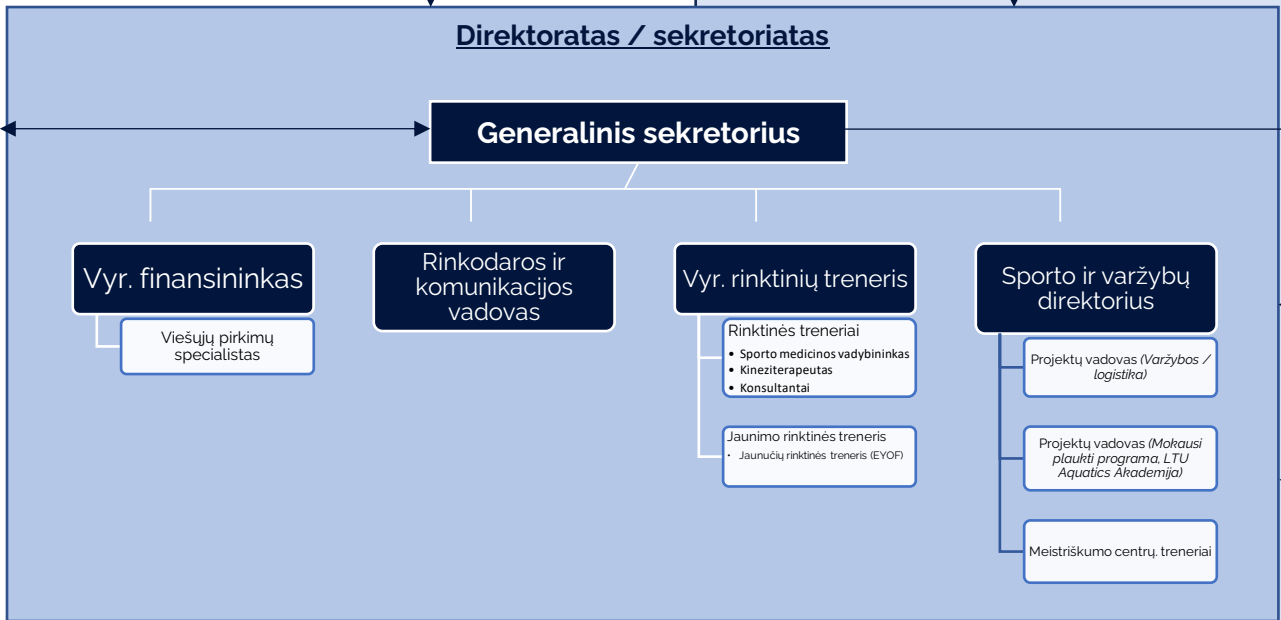 Direktoratas / sekretoriatas
Generalinis sekretorius
Vyr. finansininkas
Viešųjų pirkimų
specialistas
Rinkodaros ir
komunikacijos
vadovas
Vyr. rinktinių treneris
Rinktinės treneriai
• Sporto medicinos vadybininkas
• Kineziterapeutas
• Konsultantai
Jaunimo rinktinės treneris
• Jaunučių rinktinės treneris (EYOF)
Sporto ir varžybų
direktorius
Projektų vadovas (Varžybos /
logistika)
Projektų vadovas (Mokausi
plaukti programa, LTU
Aquatics Akademija)
Meistriškumo centrų. treneriai